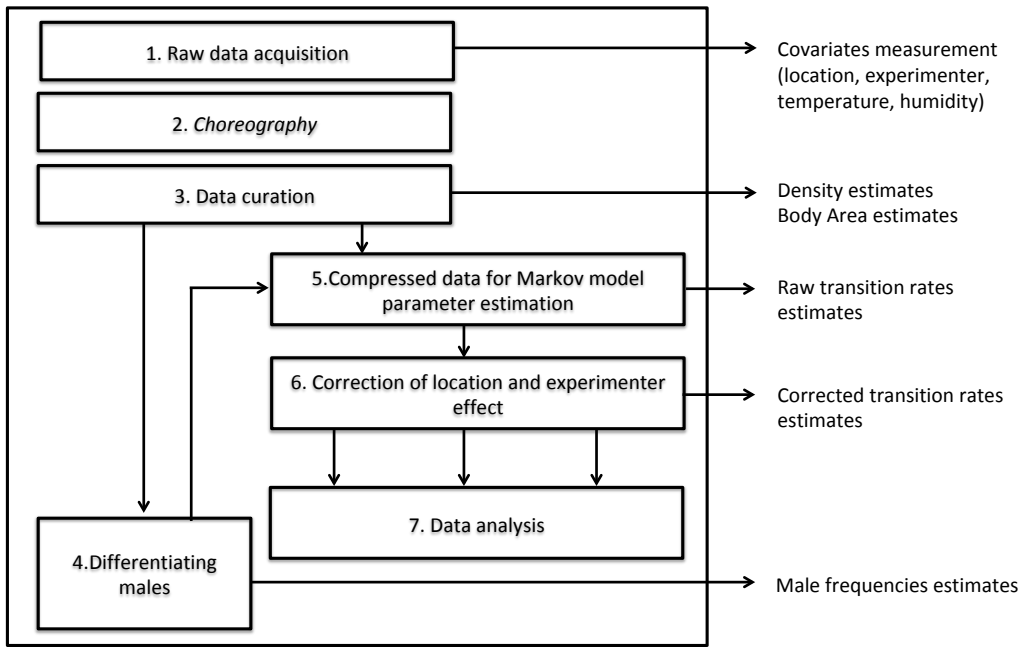 1. Raw data acquisition
Covariates measurement
(location, experimenter,
temperature, humidity)
2. Choreography
3. Data curation
Density estimates
Body Area estimates
5.Compressed data for Markov model
parameter estimation
Raw transition rates
estimates
6. Correction of location and experimenter
effect
Corrected transition rates
estimates
7. Data analysis
4.Differentiating
males
Male frequencies estimates